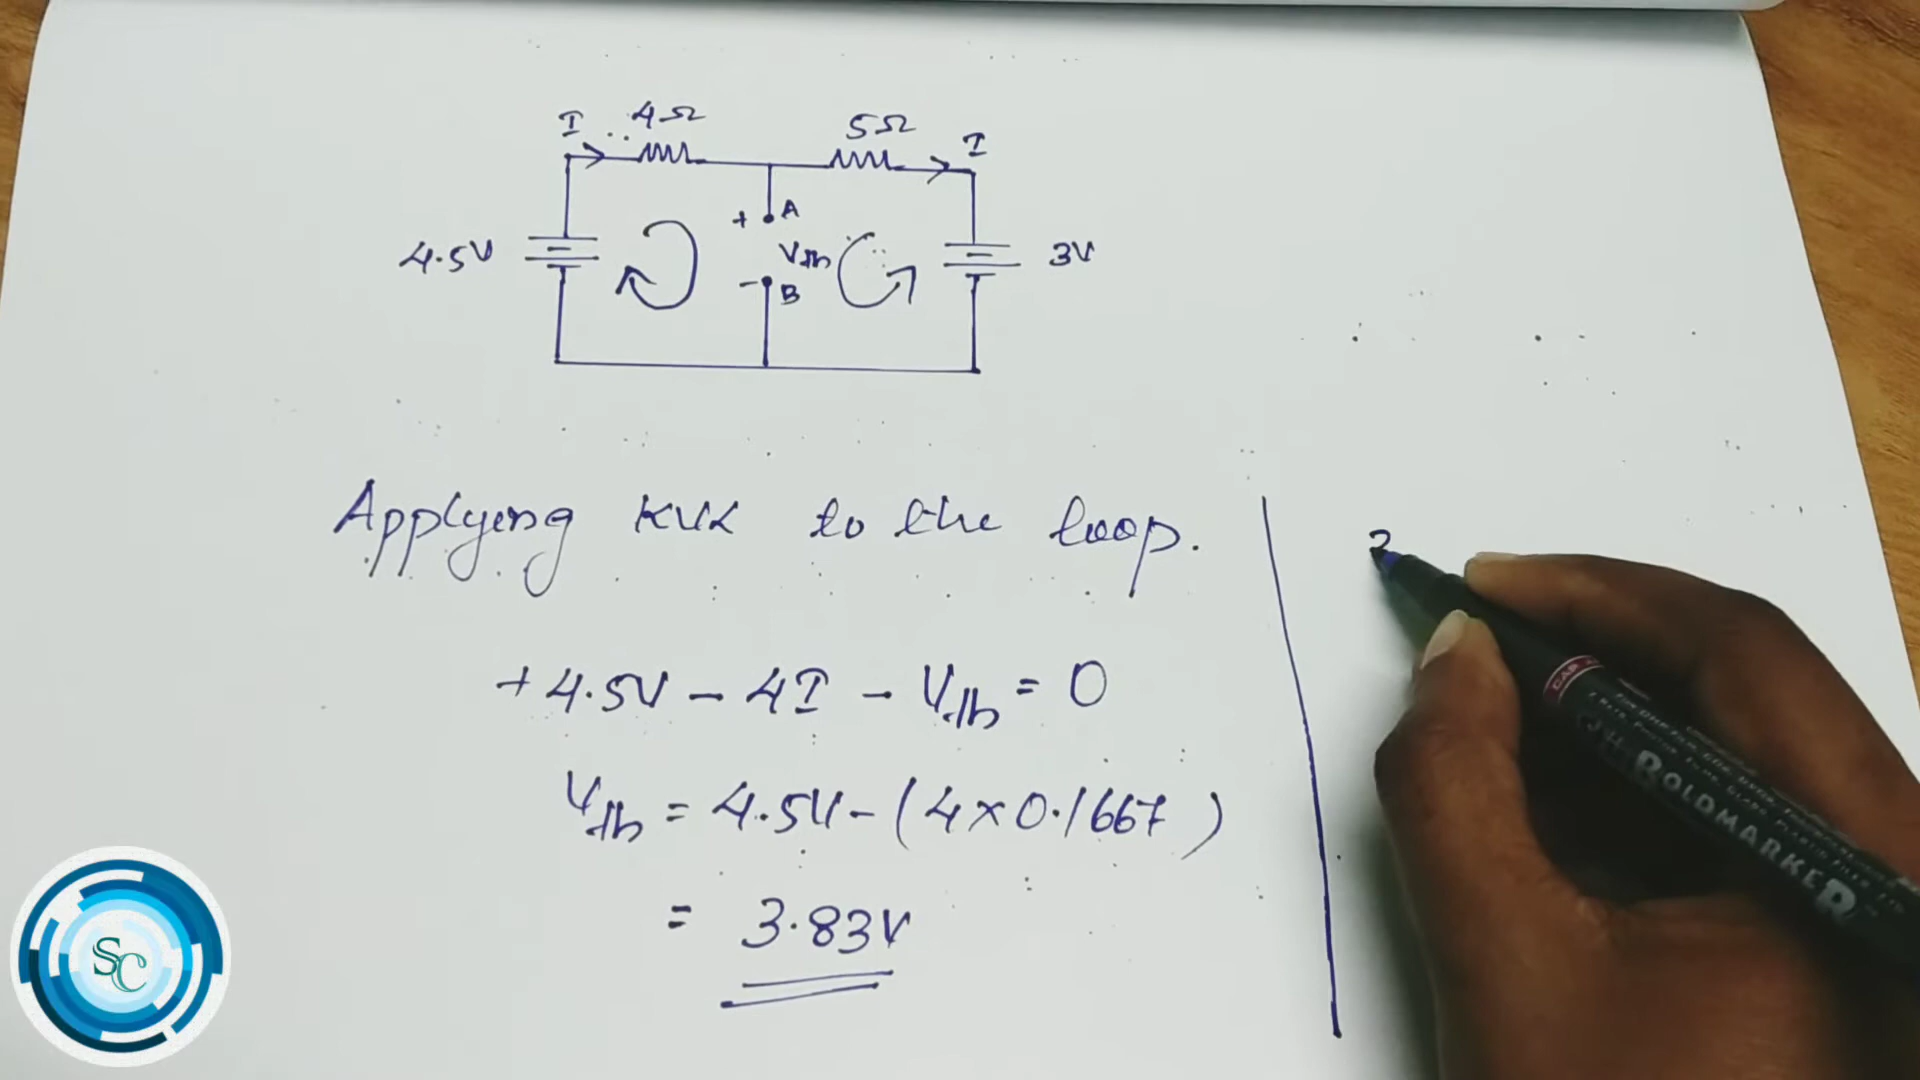 I 4Ω 5Ω I
+ A
4.5V Vth 3V
- B
Applying KVL to the loop.
+ 4.5V - 4I - Vth = 0
Vth = 4.5V - (4 × 0.1667)
= 3.83V
SC
BOLDMARKER